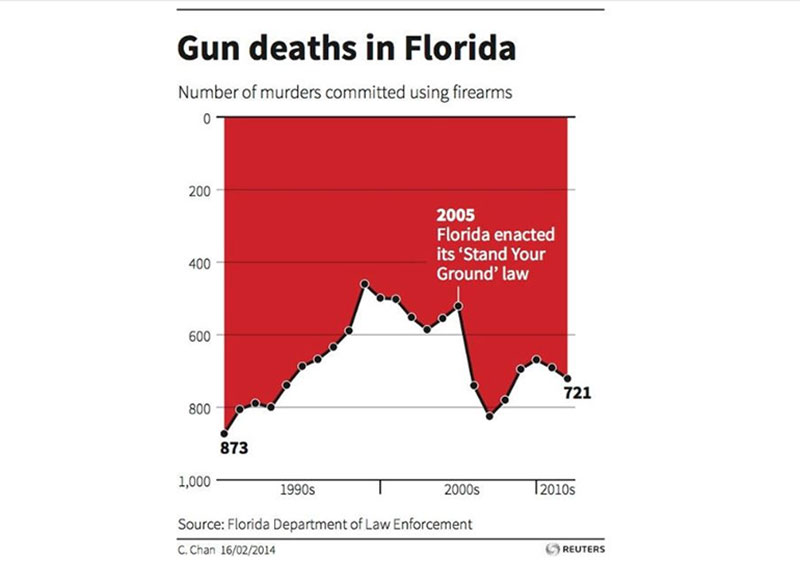 Gun deaths in Florida
Number of murders committed using firearms
0
200
400
600
800
1,000
2005
Florida enacted
its ‘Stand Your
Ground’ law
873
721
1990s
2000s
2010s
Source: Florida Department of Law Enforcement
C. Chan 16/02/2014
REUTERS